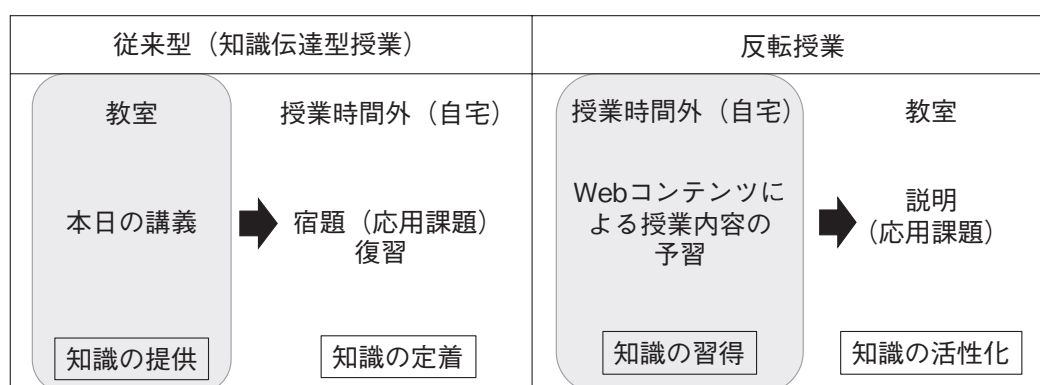 従来型（知識伝達型授業）
反転授業
教室
授業時間外（自宅）
本日の講義
宿題（応用課題）
復習
知識の提供
知識の定着
授業時間外（自宅）
教室
Webコンテンツに
よる授業内容の
予習
説明
（応用課題）
知識の習得
知識の活性化